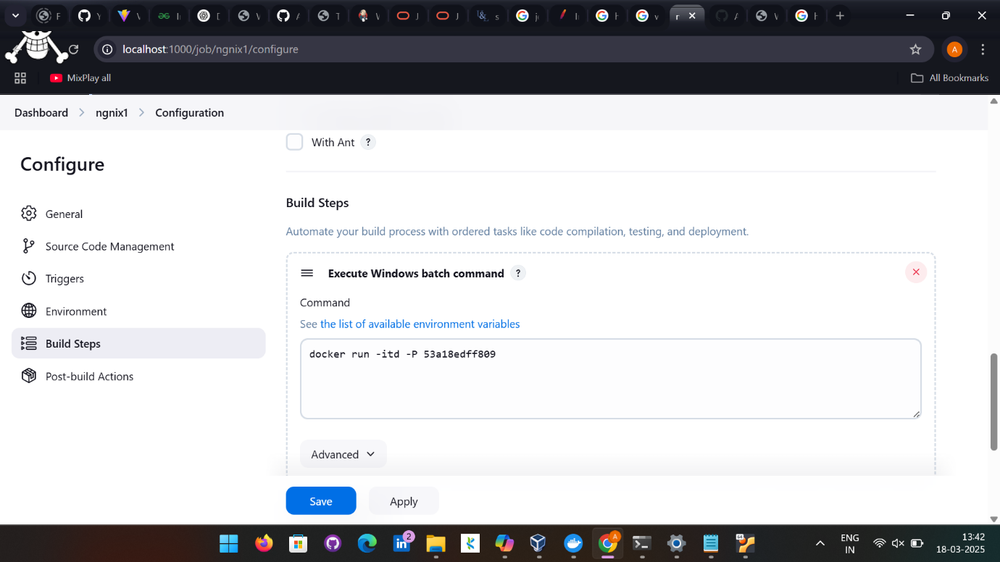 F
Y
V
I
D
V
A
T
V
J
J
s
je
I
H
v
r
A
V
H
localhost:1000/job/ngnix1/configure
A
MixPlay all
All Bookmarks
Dashboard
ngnix1
Configuration
With Ant ?
Configure
General
Source Code Management
Triggers
Environment
Build Steps
Post-build Actions
Build Steps
Automate your build process with ordered tasks like code compilation, testing, and deployment.
Execute Windows batch command ?
Command
See the list of available environment variables
docker run -itd -P 53a18edff809
Advanced
Save
Apply
2
A
ENG
IN
13:42
18-03-2025